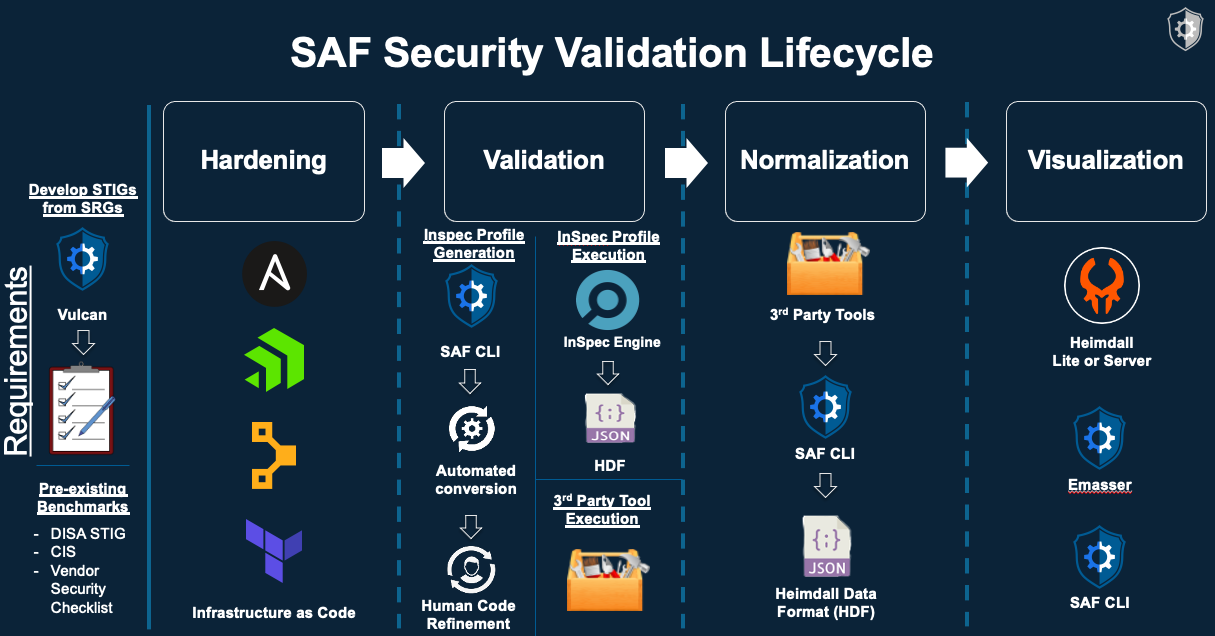 SAF Security Validation Lifecycle
Requirements
Develop STIGs
from SRGs
Vulcan
Pre-existing
Benchmarks
- DISA STIG
- CIS
- Vendor
Security
Checklist
Hardening
Infrastructure as Code
Validation
Inspec Profile
Generation
SAF CLI
Automated
conversion
Human Code
Refinement
InSpec Profile
Execution
InSpec Engine
{:}
JSON
HDF
3rd Party Tool
Execution
Normalization
3rd Party Tools
SAF CLI
{:}
JSON
Heimdall Data
Format (HDF)
Visualization
Heimdall
Lite or Server
Emasser
SAF CLI